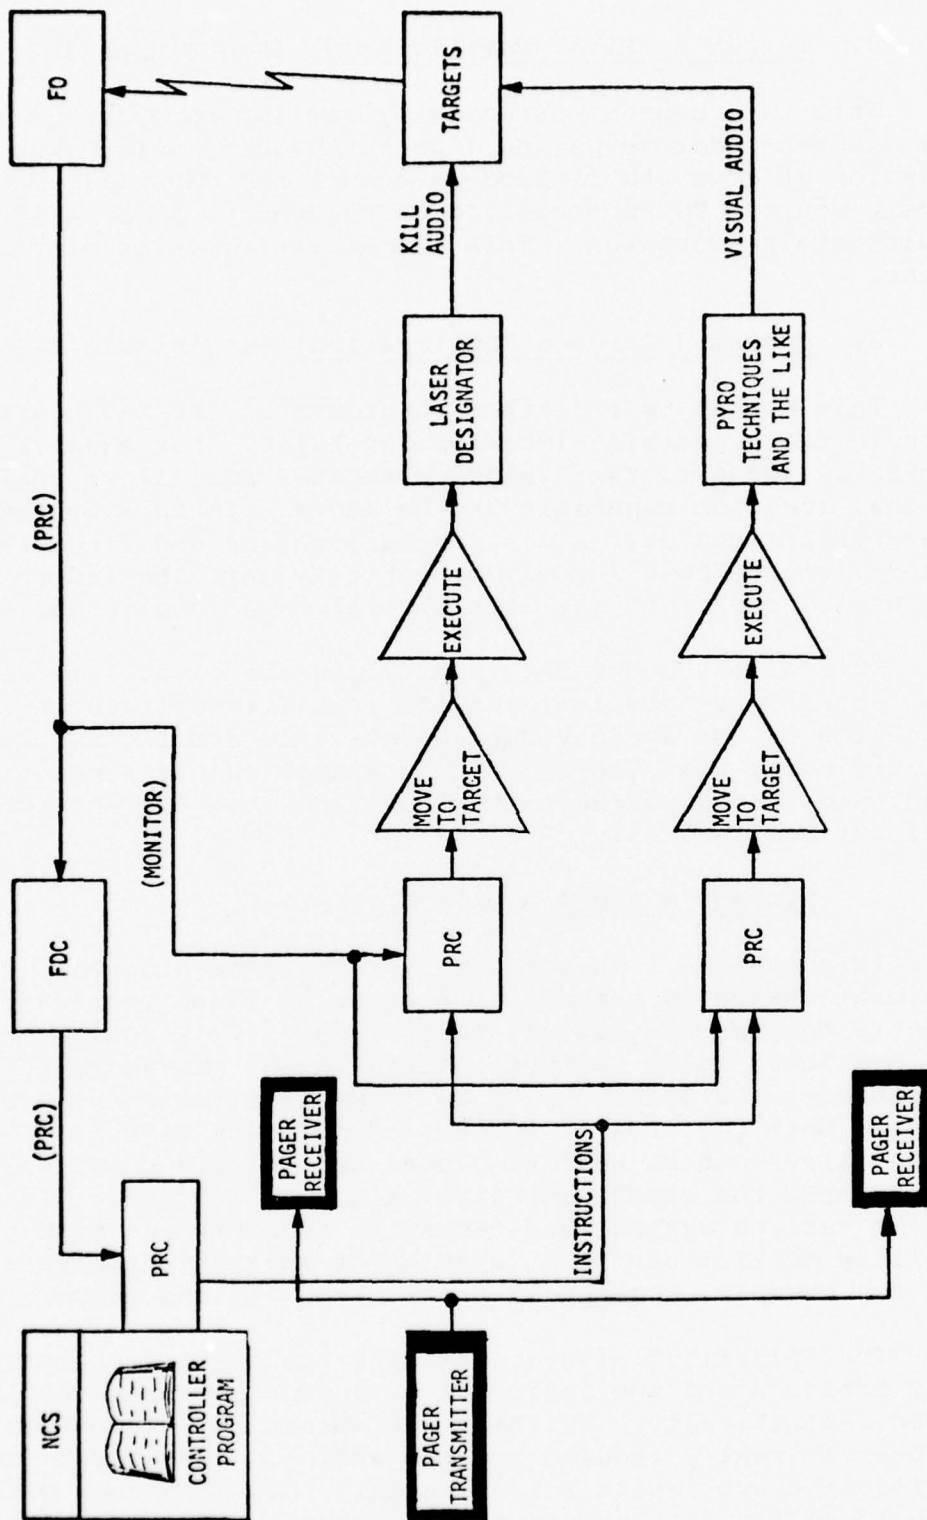 NCS
CONTROLLER
PROGRAM
PRC
(PRC)
FDC
(PRC)
FO
(MONITOR)
PAGER
TRANSMITTER
PAGER
RECEIVER
PAGER
RECEIVER
INSTRUCTIONS
PRC
MOVE
TO
TARGET
EXECUTE
LASER
DESIGNATOR
KILL
AUDIO
TARGETS
PRC
MOVE
TO
TARGET
EXECUTE
PYRO
TECHNIQUES
AND THE LIKE
VISUAL AUDIO